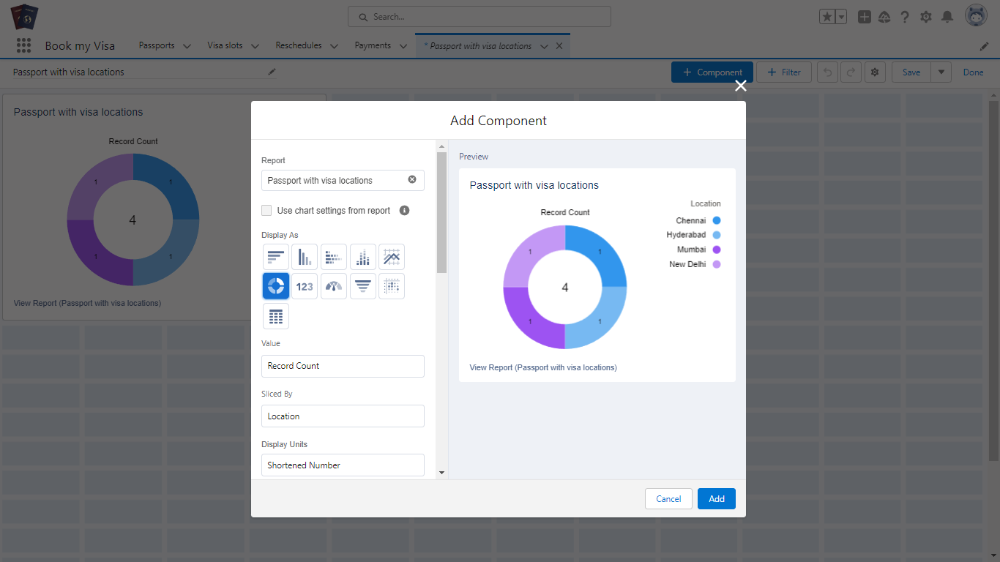 Search...
Book my Visa
Passports
Visa slots
Reschedules
Payments
* Passport with visa locations
Passport with visa locations
Component
Filter
Save
Done
Passport with visa locations
Record Count
1
1
4
1
1
View Report (Passport with visa locations)
Add Component
Report
Passport with visa locations
Use chart settings from report
Display As
123
Value
Record Count
Sliced By
Location
Display Units
Shortened Number
Preview
Passport with visa locations
Record Count
1
1
4
1
1
Location
Chennai
Hyderabad
Mumbai
New Delhi
View Report (Passport with visa locations)
Cancel
Add